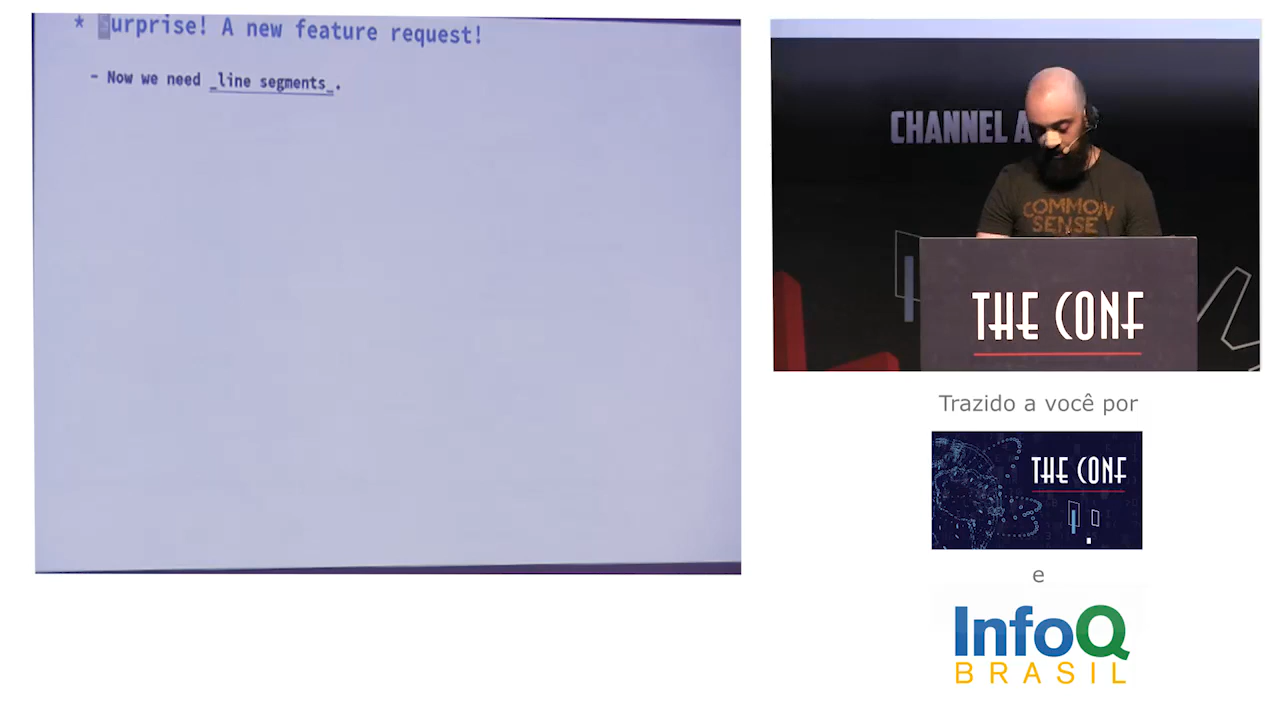 * Surprise! A new feature request!
- Now we need _line segments_.
CHANNEL A
COMMON
SENSE
THE CONF
Trazido a você por
THE CONF
e
InfoQ
BRASIL